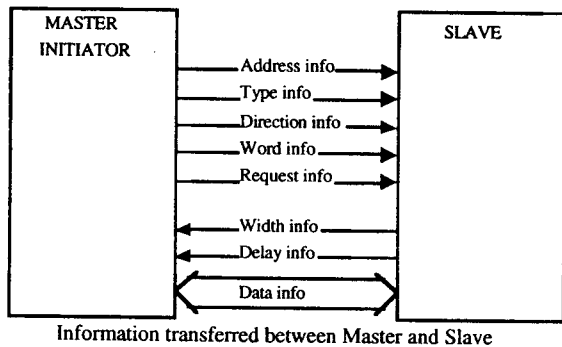 MASTER
INITIATOR
SLAVE
Address info
Type info
Direction info
Word info
Request info
Width info
Delay info
Data info
Information transferred between Master and Slave